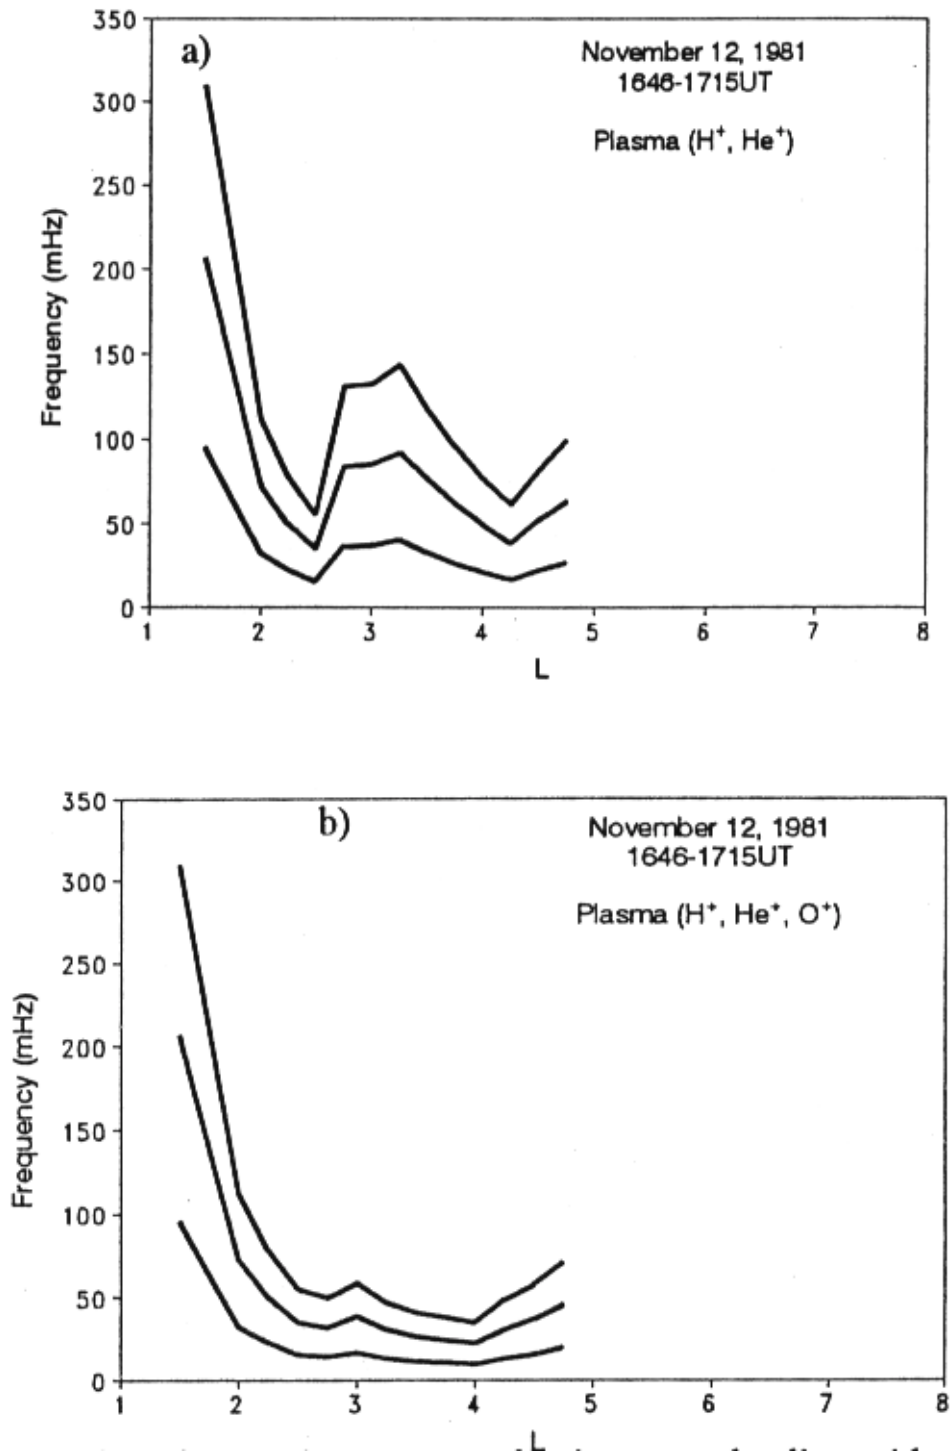 350
a)
November 12, 1981
1646-1715UT
300
Plasma (H⁺, He⁺)
250
Frequency (mHz)
200
150
100
50
0
1 2 3 4 5 6 7 8
L
350
b)
November 12, 1981
1646-1715UT
300
Plasma (H⁺, He⁺, O⁺)
250
Frequency (mHz)
200
150
100
50
0
1 2 3 4 5 6 7 8
L